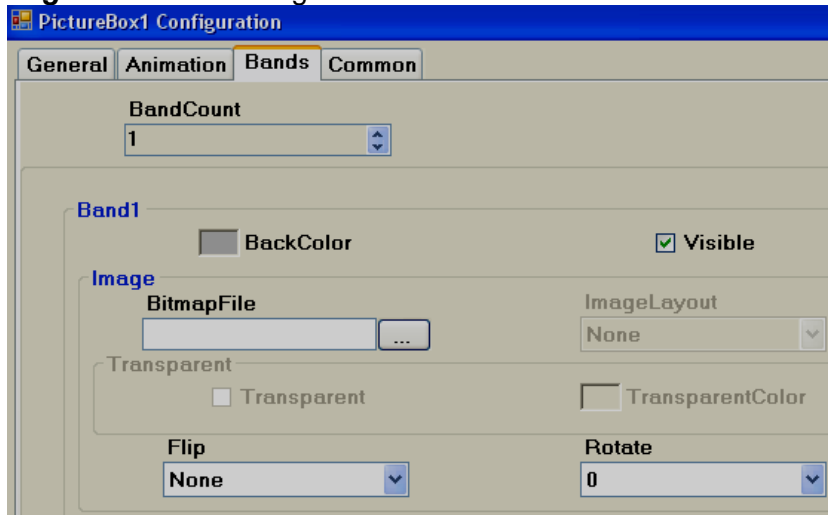 PictureBox1 Configuration
General Animation Bands Common
BandCount
1
Band1
BackColor Visible
Image
BitmapFile ImageLayout
... None
Transparent
Transparent TransparentColor
Flip Rotate
None 0